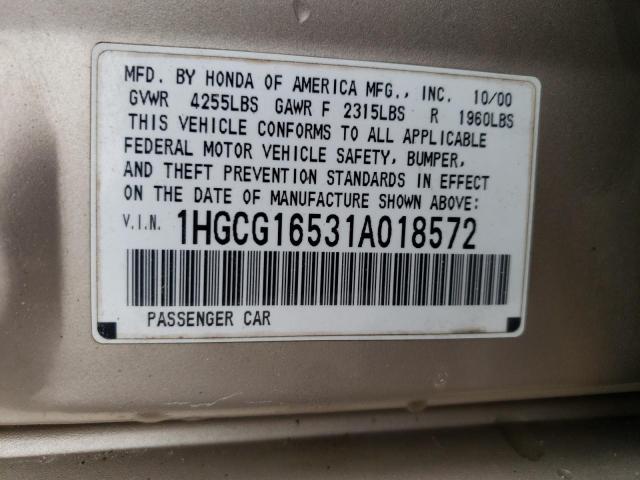 MFD. BY HONDA OF AMERICA MFG., INC. 10/00
GVWR 4255LBS GAWR F 2315LBS R 1960LBS
THIS VEHICLE CONFORMS TO ALL APPLICABLE
FEDERAL MOTOR VEHICLE SAFETY, BUMPER,
AND THEFT PREVENTION STANDARDS IN EFFECT
ON THE DATE OF MANUFACTURE SHOWN ABOVE:
V.I.N. 1HGCG16531A018572
PASSENGER CAR